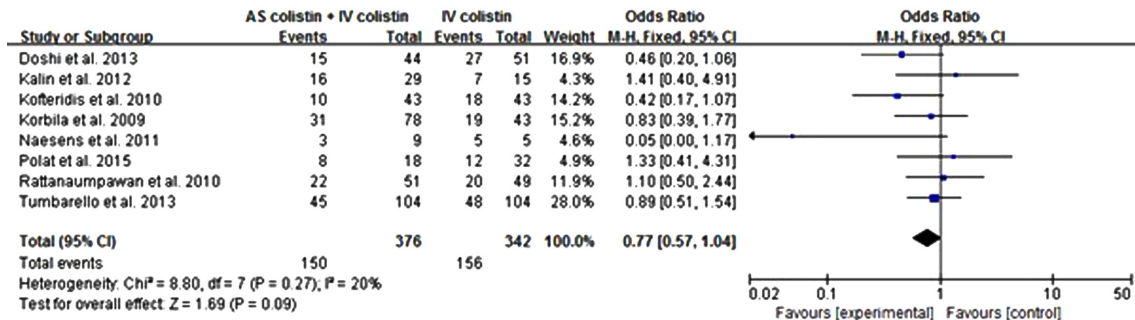 AS colistin + IV colistin IV colistin Odds Ratio Odds Ratio
Study or Subgroup Events Total Events Total Weight M-H, Fixed, 95% CI M-H, Fixed, 95% CI
Doshi et al. 2013 15 44 27 51 16.9% 0.46 [0.20, 1.06]
Kalin et al. 2012 16 29 7 15 4.3% 1.41 [0.40, 4.91]
Kofteridis et al. 2010 10 43 18 43 14.2% 0.42 [0.17, 1.07]
Korbila et al. 2009 31 78 19 43 15.2% 0.83 [0.39, 1.77]
Naesens et al. 2011 3 9 5 5 4.6% 0.05 [0.00, 1.17]
Polat et al. 2015 8 18 12 32 4.9% 1.33 [0.41, 4.31]
Rattanaumpawan et al. 2010 22 51 20 49 11.9% 1.10 [0.50, 2.44]
Tumbarello et al. 2013 45 104 48 104 28.0% 0.89 [0.51, 1.54]
Total (95% CI) 376 342 100.0% 0.77 [0.57, 1.04]
Total events 150 156
Heterogeneity: Chi² = 8.80, df = 7 (P = 0.27); I² = 20%
Test for overall effect: Z = 1.69 (P = 0.09)
0.02 0.1 1 10 50
Favours [experimental] Favours [control]